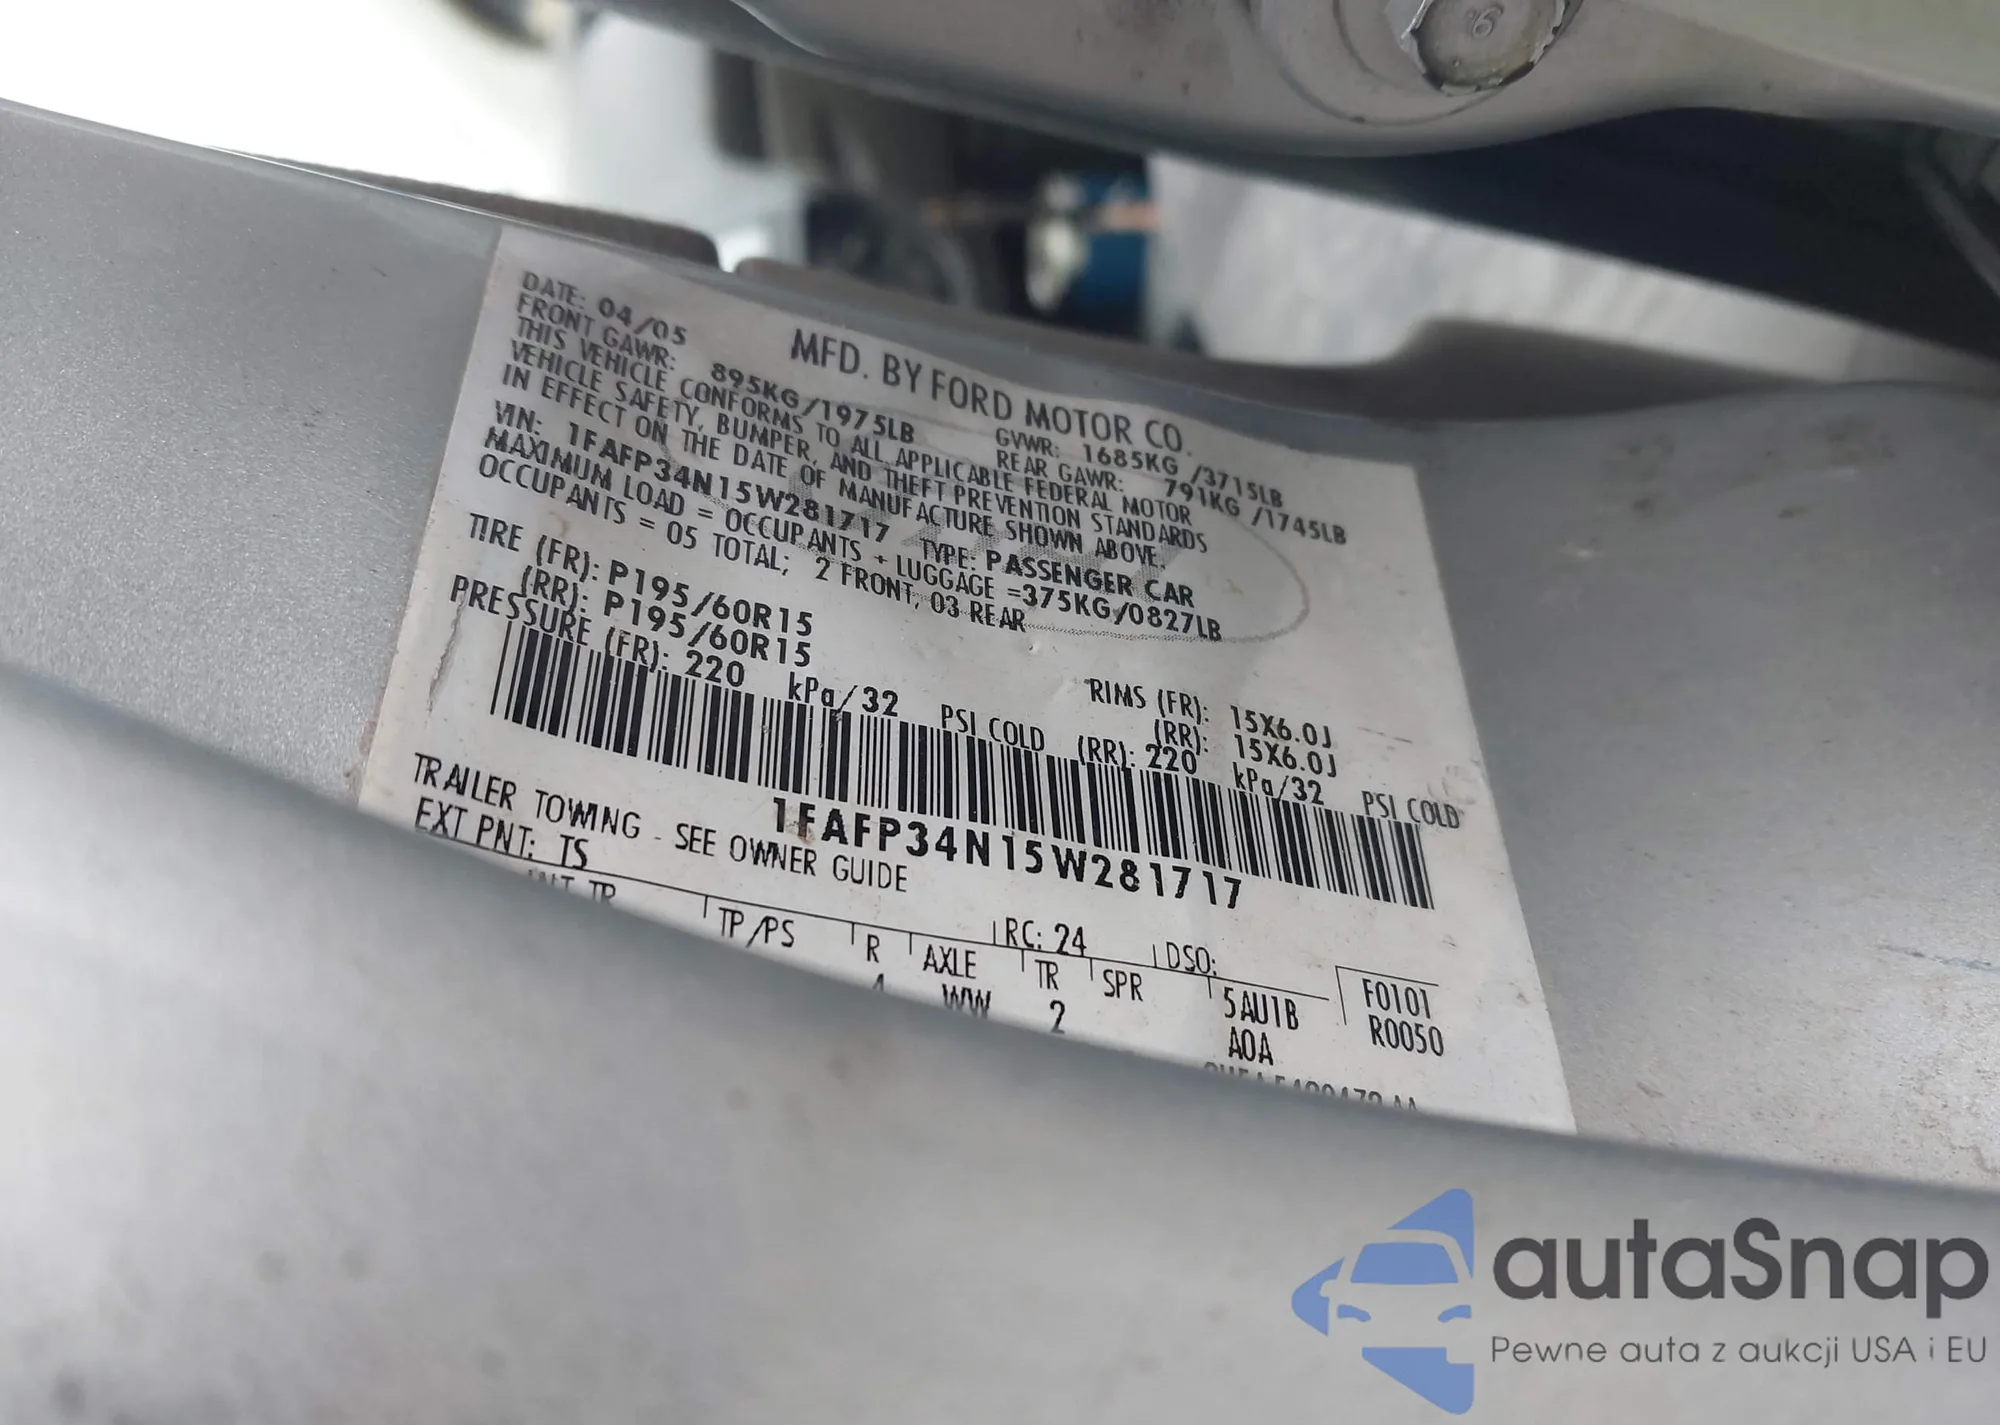 6
MFD. BY FORD MOTOR CO.
DATE: 04/05 GVWR: 1685KG /3715LB
FRONT GAWR: 895KG/1975LB REAR GAWR: 791KG /1745LB
THIS VEHICLE CONFORMS TO ALL APPLICABLE FEDERAL MOTOR
VEHICLE SAFETY, BUMPER, AND THEFT PREVENTION STANDARDS
IN EFFECT ON THE DATE OF MANUFACTURE SHOWN ABOVE.
VIN: 1FAFP34N15W281717 TYPE: PASSENGER CAR
MAXIMUM LOAD = OCCUPANTS + LUGGAGE =375KG/0827LB
OCCUPANTS = 05 TOTAL; 2 FRONT, 03 REAR
TIRE (FR): P195/60R15 RIMS (FR): 15X6.0J
(RR): P195/60R15 (RR): 15X6.0J
PRESSURE (FR): 220 kPa/32 PSI COLD (RR): 220 kPa/32 PSI COLD
1FAFP34N15W281717
TRAILER TOWING - SEE OWNER GUIDE
EXT PNT: TS RC: 24 DSO: F0101
INT TR TP/PS R AXLE TR SPR 5AU1B R0050
4 WW 2 A0A
autaSnap
Pewne auta z aukcji USA i EU